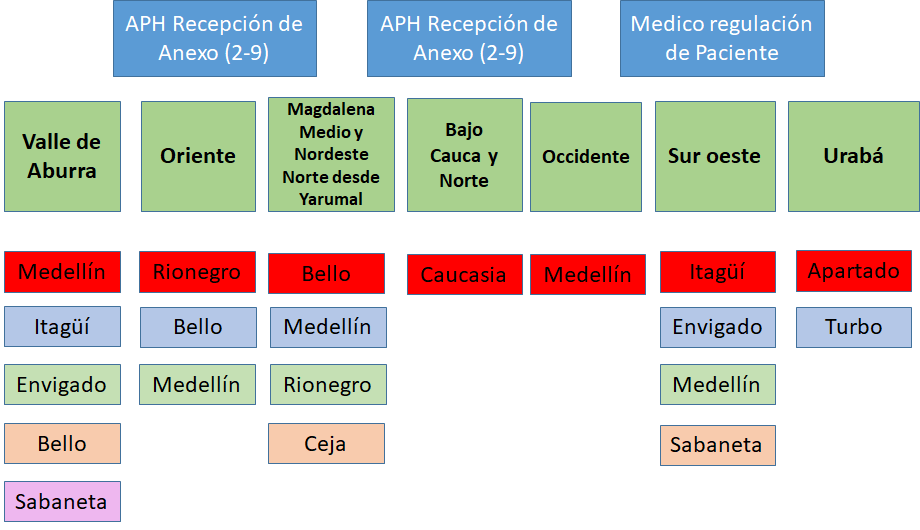 APH Recepción de
Anexo (2-9)
APH Recepción de
Anexo (2-9)
Medico regulación
de Paciente
Valle de
Aburra
Oriente
Magdalena
Medio y
Nordeste
Norte desde
Yarumal
Bajo
Cauca y
Norte
Occidente
Sur oeste
Urabá
Medellín
Rionegro
Bello
Caucasia
Medellín
Itagüí
Apartado
Itagüí
Bello
Medellín
Envigado
Turbo
Envigado
Medellín
Rionegro
Medellín
Bello
Ceja
Sabaneta
Sabaneta